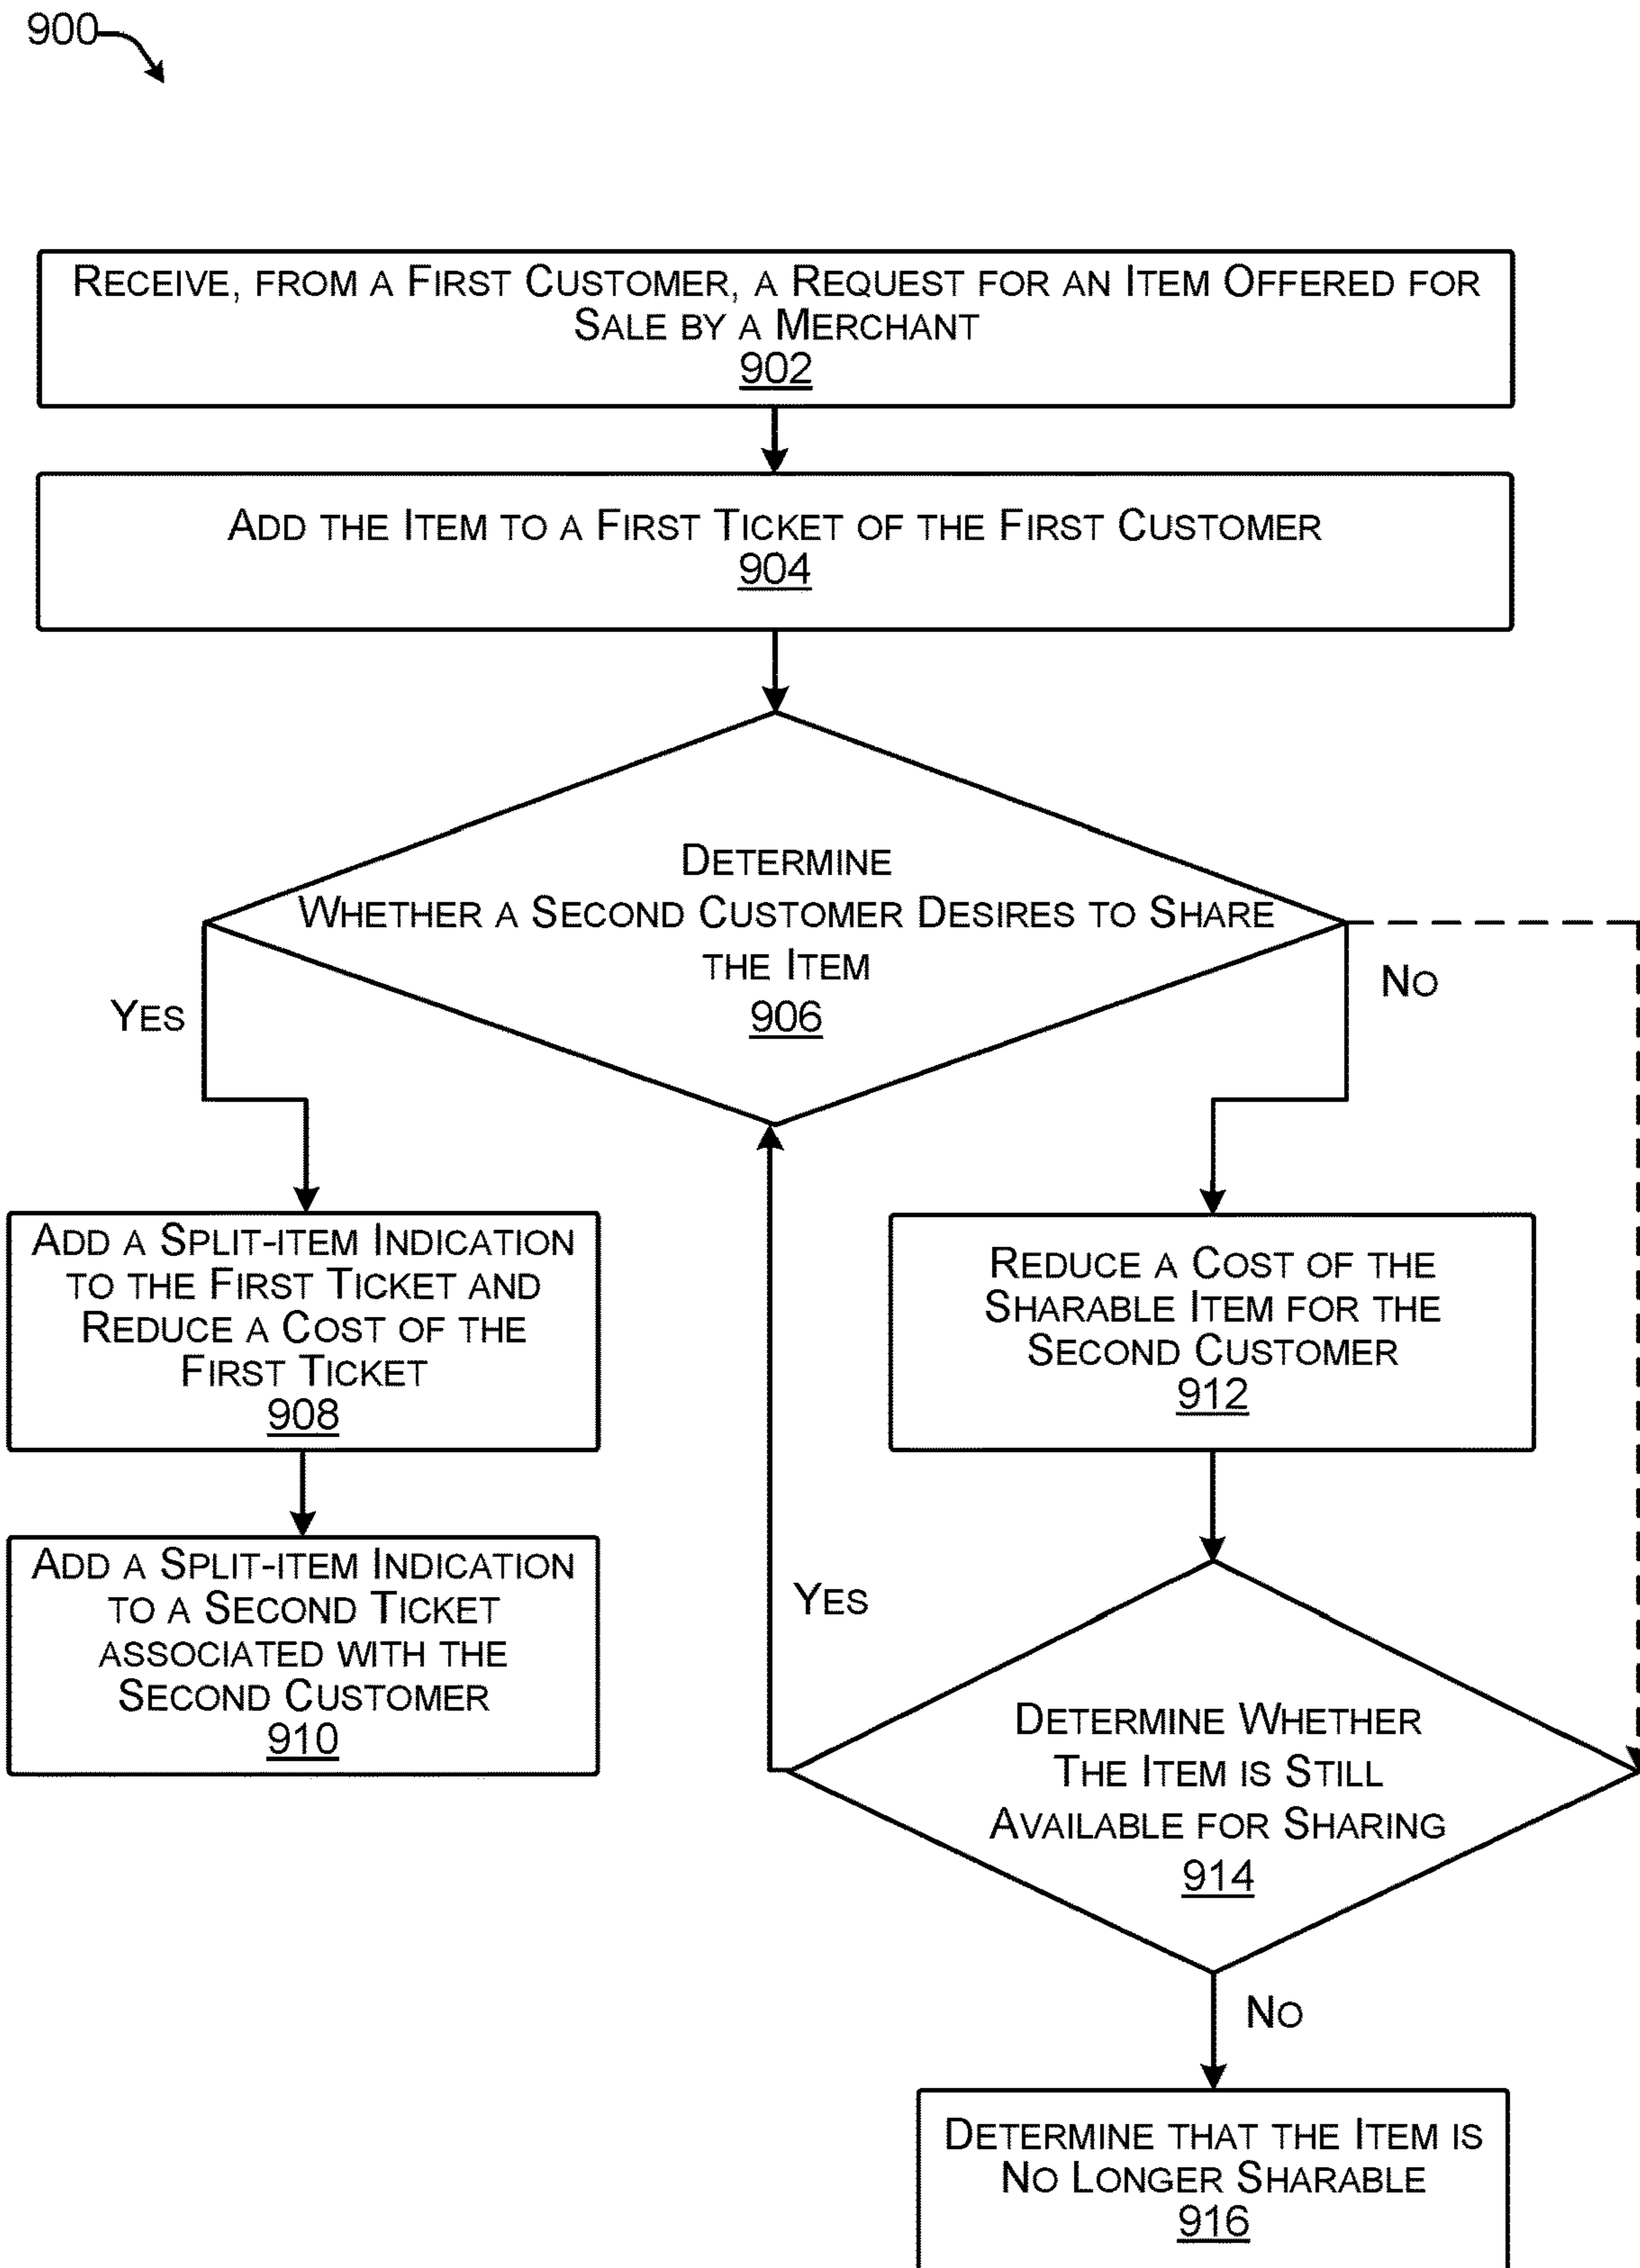 900
RECEIVE, FROM A FIRST CUSTOMER, A REQUEST FOR AN ITEM OFFERED FOR
SALE BY A MERCHANT
902
ADD THE ITEM TO A FIRST TICKET OF THE FIRST CUSTOMER
904
DETERMINE
WHETHER A SECOND CUSTOMER DESIRES TO SHARE
THE ITEM
906
YES
NO
ADD A SPLIT-ITEM INDICATION
TO THE FIRST TICKET AND
REDUCE A COST OF THE
FIRST TICKET
908
REDUCE A COST OF THE
SHARABLE ITEM FOR THE
SECOND CUSTOMER
912
ADD A SPLIT-ITEM INDICATION
TO A SECOND TICKET
ASSOCIATED WITH THE
SECOND CUSTOMER
910
YES
DETERMINE WHETHER
THE ITEM IS STILL
AVAILABLE FOR SHARING
914
NO
DETERMINE THAT THE ITEM IS
NO LONGER SHARABLE
916